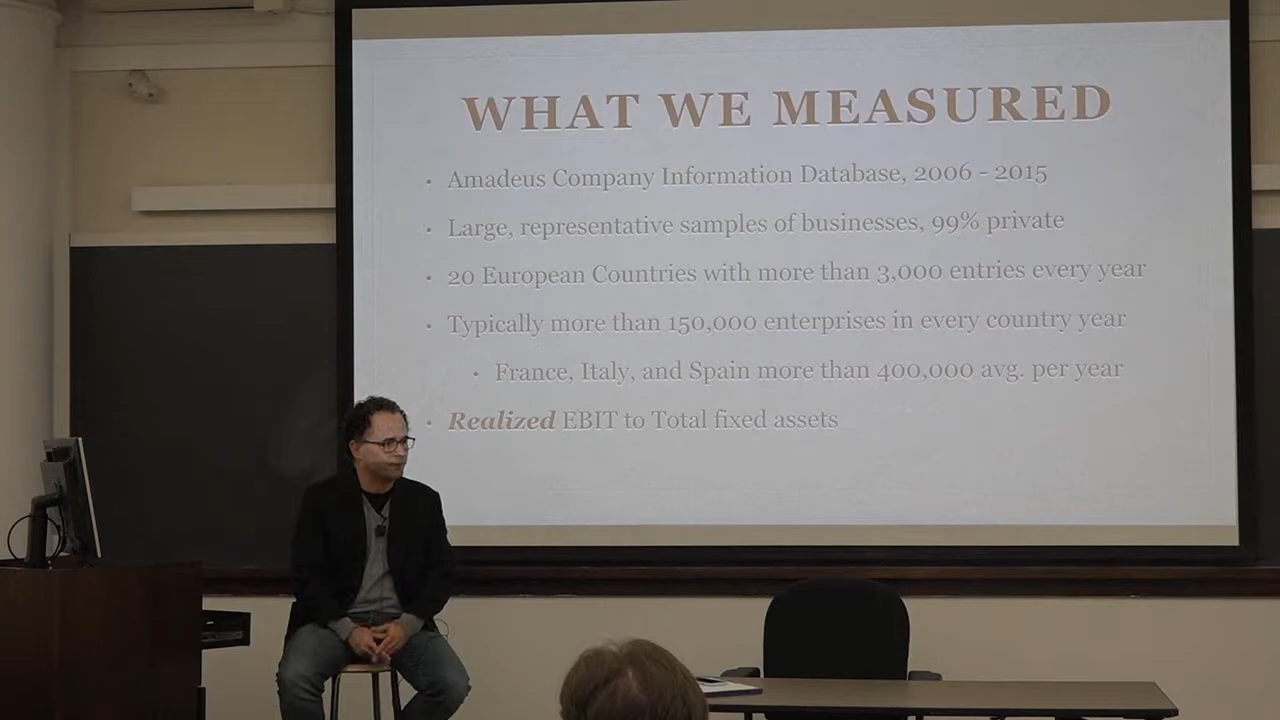 WHAT WE MEASURED
· Amadeus Company Information Database, 2006 - 2015
· Large, representative samples of businesses, 99% private
· 20 European Countries with more than 3,000 entries every year
· Typically more than 150,000 enterprises in every country year
· France, Italy, and Spain more than 400,000 avg. per year
· Realized EBIT to Total fixed assets